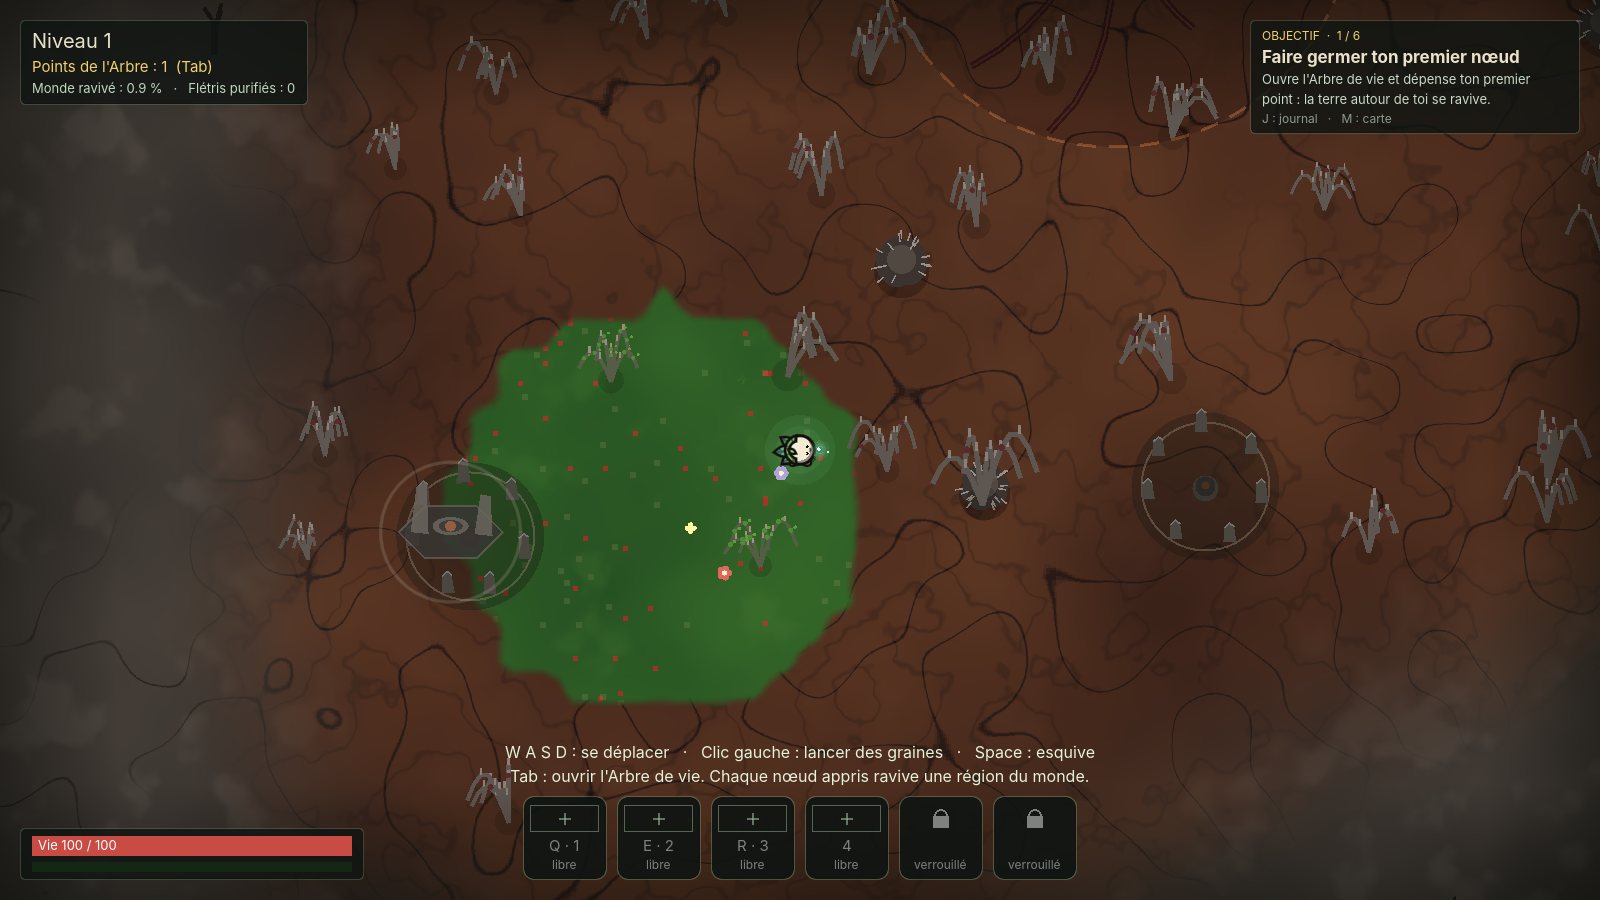 Niveau 1
Points de l'Arbre : 1  (Tab)
Monde ravivé : 0.9 %  ·  Flétris purifiés : 0
OBJECTIF  ·  1 / 6
Faire germer ton premier nœud
Ouvre l'Arbre de vie et dépense ton premier
point : la terre autour de toi se ravive.
J : journal  ·  M : carte
W A S D : se déplacer  ·  Clic gauche : lancer des graines  ·  Space : esquive
Tab : ouvrir l'Arbre de vie. Chaque nœud appris ravive une région du monde.
Q · 1
libre
E · 2
libre
R · 3
libre
4
libre
verrouillé
verrouillé
Vie 100 / 100